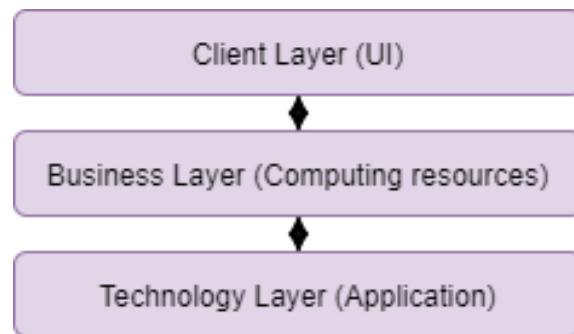 Client Layer (UI)
Business Layer (Computing resources)
Technology Layer (Application)